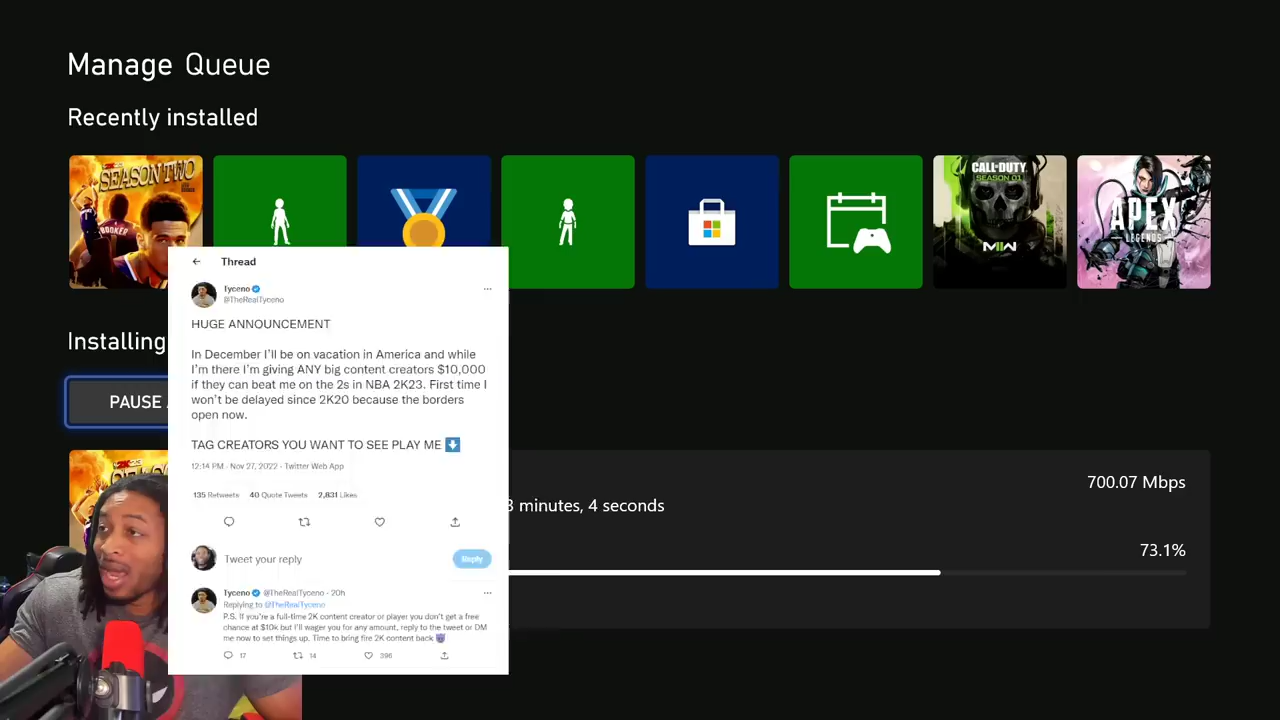 Manage Queue
Recently installed
SEASON TWO
BOOKER
CALL OF DUTY
SEASON 01
MWII
APEX
LEGENDS
Installing
PAUSE
Thread
Tyceno
@TheRealTyceno
HUGE ANNOUNCEMENT
In December I'll be on vacation in America and while
I'm there I'm giving ANY big content creators $10,000
if they can beat me on the 2s in NBA 2K23. First time I
won't be delayed since 2K20 because the borders
open now.
TAG CREATORS YOU WANT TO SEE PLAY ME
12:14 PM · Nov 27, 2022 · Twitter Web App
135 Retweets 40 Quote Tweets 2,831 Likes
Tweet your reply
Reply
Tyceno @TheRealTyceno · 20h
Replying to @TheRealTyceno
P.S. If you're a full-time 2K content creator or player you don't get a free
chance at $10k but I'll wager you for any amount, reply to the tweet or DM
me now to set things up. Time to bring fire 2K content back
17 14 396
700.07 Mbps
minutes, 4 seconds
73.1%